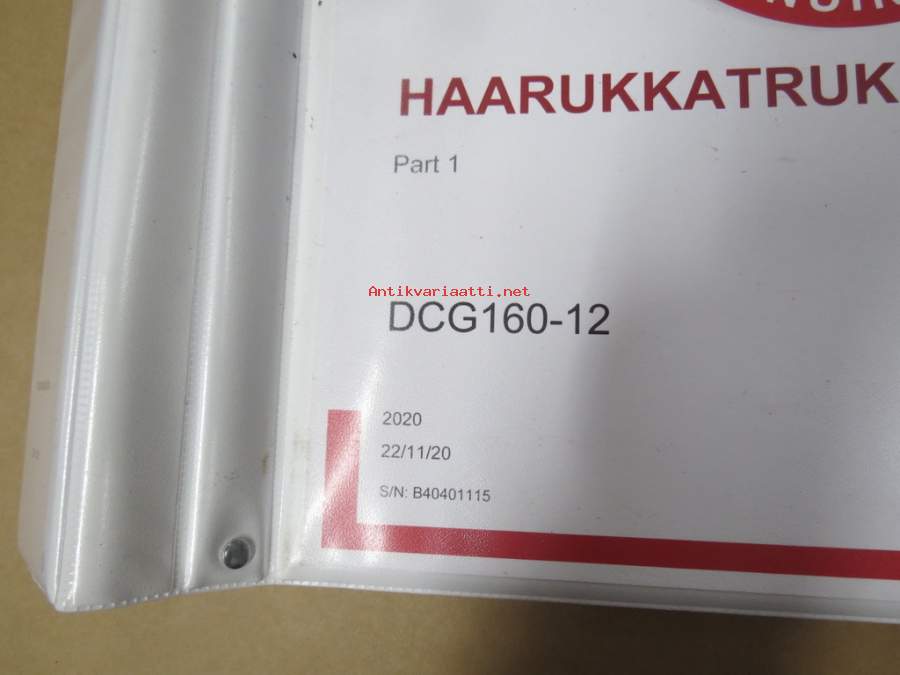 HAARUKKATRUK
Part 1
Antikvariaatti.net
DCG160-12
2020
22/11/20
S/N: B40401115